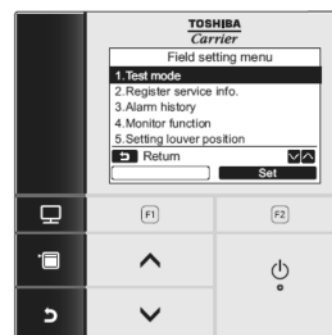 TOSHIBA
Carrier
Field setting menu
1.Test mode
2.Register service info.
3.Alarm history
4.Monitor function
5.Setting louver position
Return
Set
F1
F2